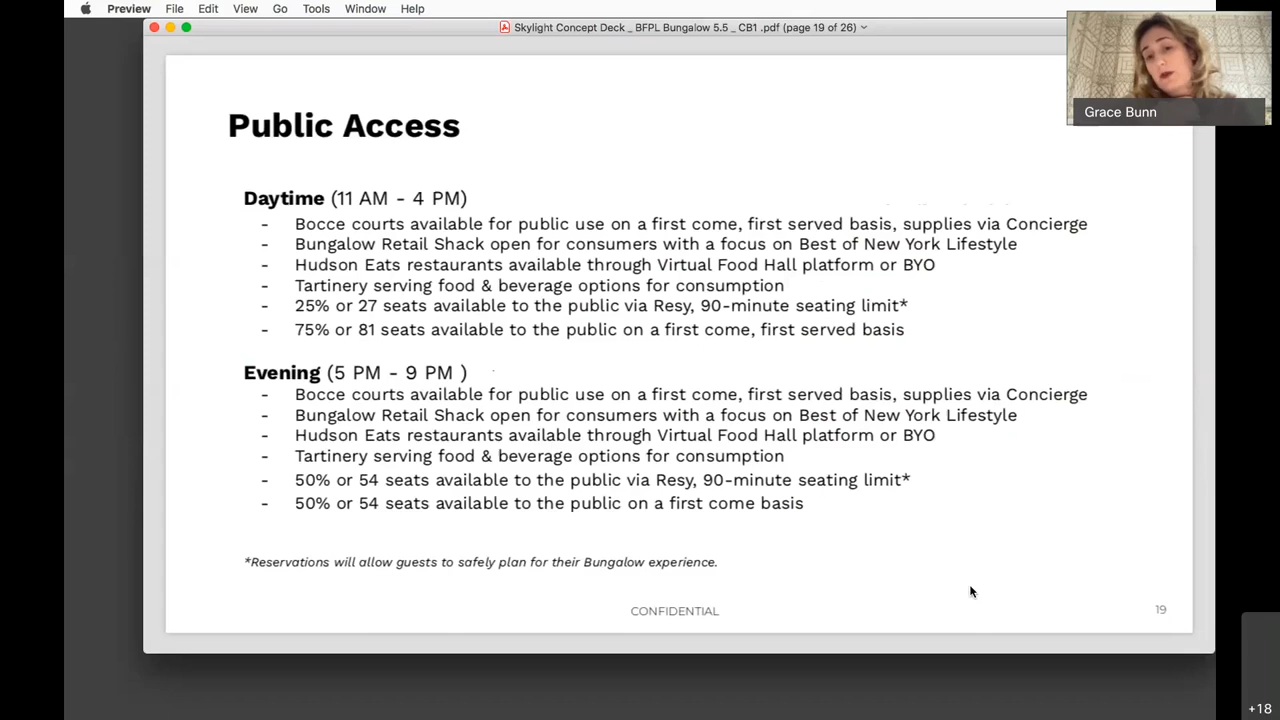 Preview File Edit View Go Tools Window Help
Skylight Concept Deck _ BFPL Bungalow 5.5 _ CB1 .pdf (page 19 of 26)
Grace Bunn
Public Access
Daytime (11 AM - 4 PM)
- Bocce courts available for public use on a first come, first served basis, supplies via Concierge
- Bungalow Retail Shack open for consumers with a focus on Best of New York Lifestyle
- Hudson Eats restaurants available through Virtual Food Hall platform or BYO
- Tartinery serving food & beverage options for consumption
- 25% or 27 seats available to the public via Resy, 90-minute seating limit*
- 75% or 81 seats available to the public on a first come, first served basis
Evening (5 PM - 9 PM )
- Bocce courts available for public use on a first come, first served basis, supplies via Concierge
- Bungalow Retail Shack open for consumers with a focus on Best of New York Lifestyle
- Hudson Eats restaurants available through Virtual Food Hall platform or BYO
- Tartinery serving food & beverage options for consumption
- 50% or 54 seats available to the public via Resy, 90-minute seating limit*
- 50% or 54 seats available to the public on a first come basis
*Reservations will allow guests to safely plan for their Bungalow experience.
CONFIDENTIAL
19
+18